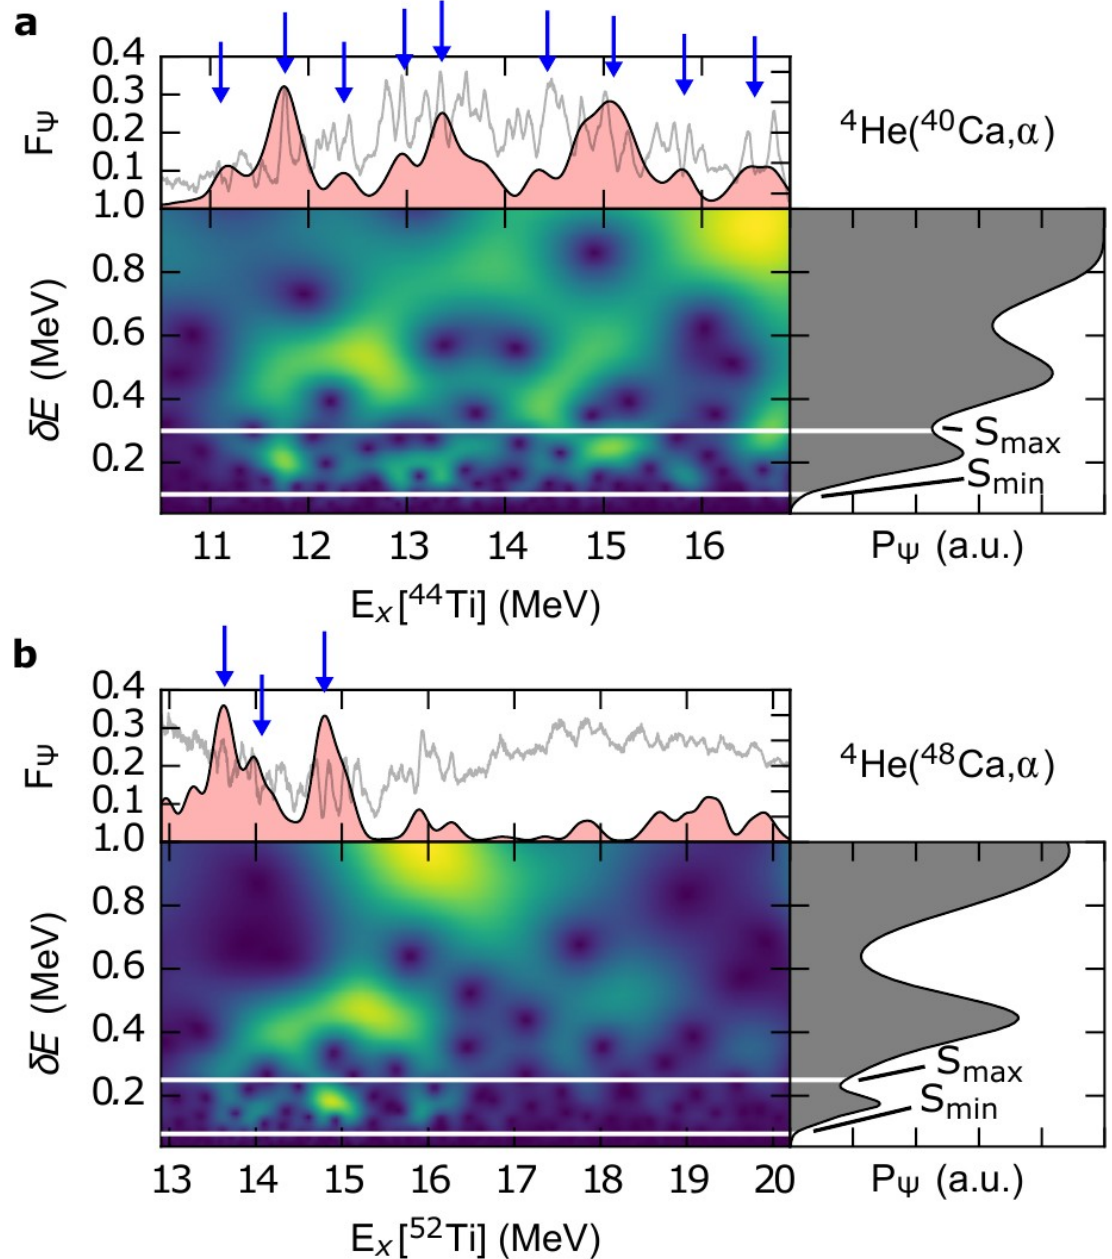 a
0.4
0.3
0.2
0.1
1.0
Fψ
⁴He(⁴⁰Ca,α)
0.8
0.6
0.4
0.2
δE (MeV)
Smax
Smin
11 12 13 14 15 16
Pψ (a.u.)
Ex[⁴⁴Ti] (MeV)
b
0.4
0.3
0.2
0.1
1.0
Fψ
⁴He(⁴⁸Ca,α)
0.8
0.6
0.4
0.2
δE (MeV)
Smax
Smin
13 14 15 16 17 18 19 20
Pψ (a.u.)
Ex[⁵²Ti] (MeV)